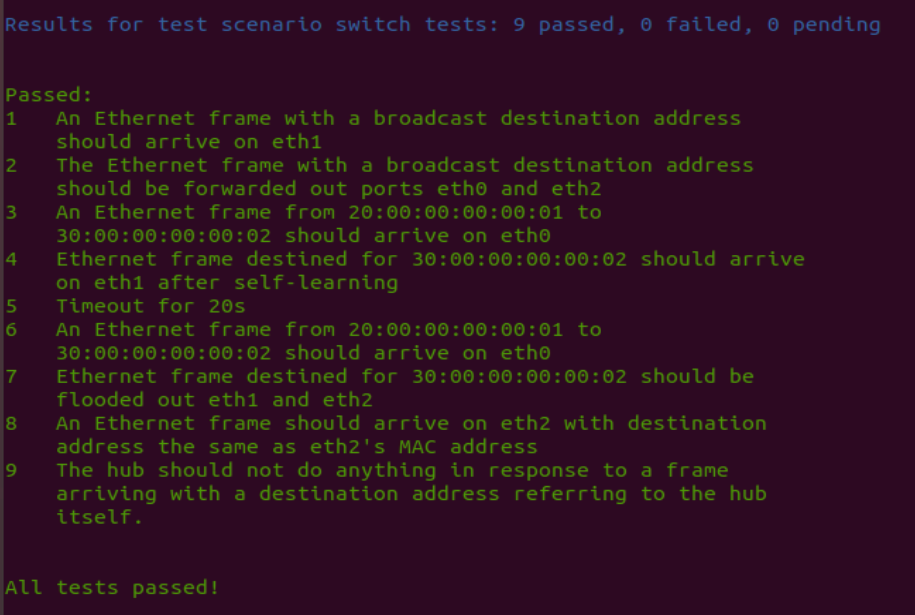 Results for test scenario switch tests: 9 passed, 0 failed, 0 pending
Passed:
1 An Ethernet frame with a broadcast destination address
should arrive on eth1
2 The Ethernet frame with a broadcast destination address
should be forwarded out ports eth0 and eth2
3 An Ethernet frame from 20:00:00:00:00:01 to
30:00:00:00:00:02 should arrive on eth0
4 Ethernet frame destined for 30:00:00:00:00:02 should arrive
on eth1 after self-learning
5 Timeout for 20s
6 An Ethernet frame from 20:00:00:00:00:01 to
30:00:00:00:00:02 should arrive on eth0
7 Ethernet frame destined for 30:00:00:00:00:02 should be
flooded out eth1 and eth2
8 An Ethernet frame should arrive on eth2 with destination
address the same as eth2's MAC address
9 The hub should not do anything in response to a frame
arriving with a destination address referring to the hub
itself.
All tests passed!